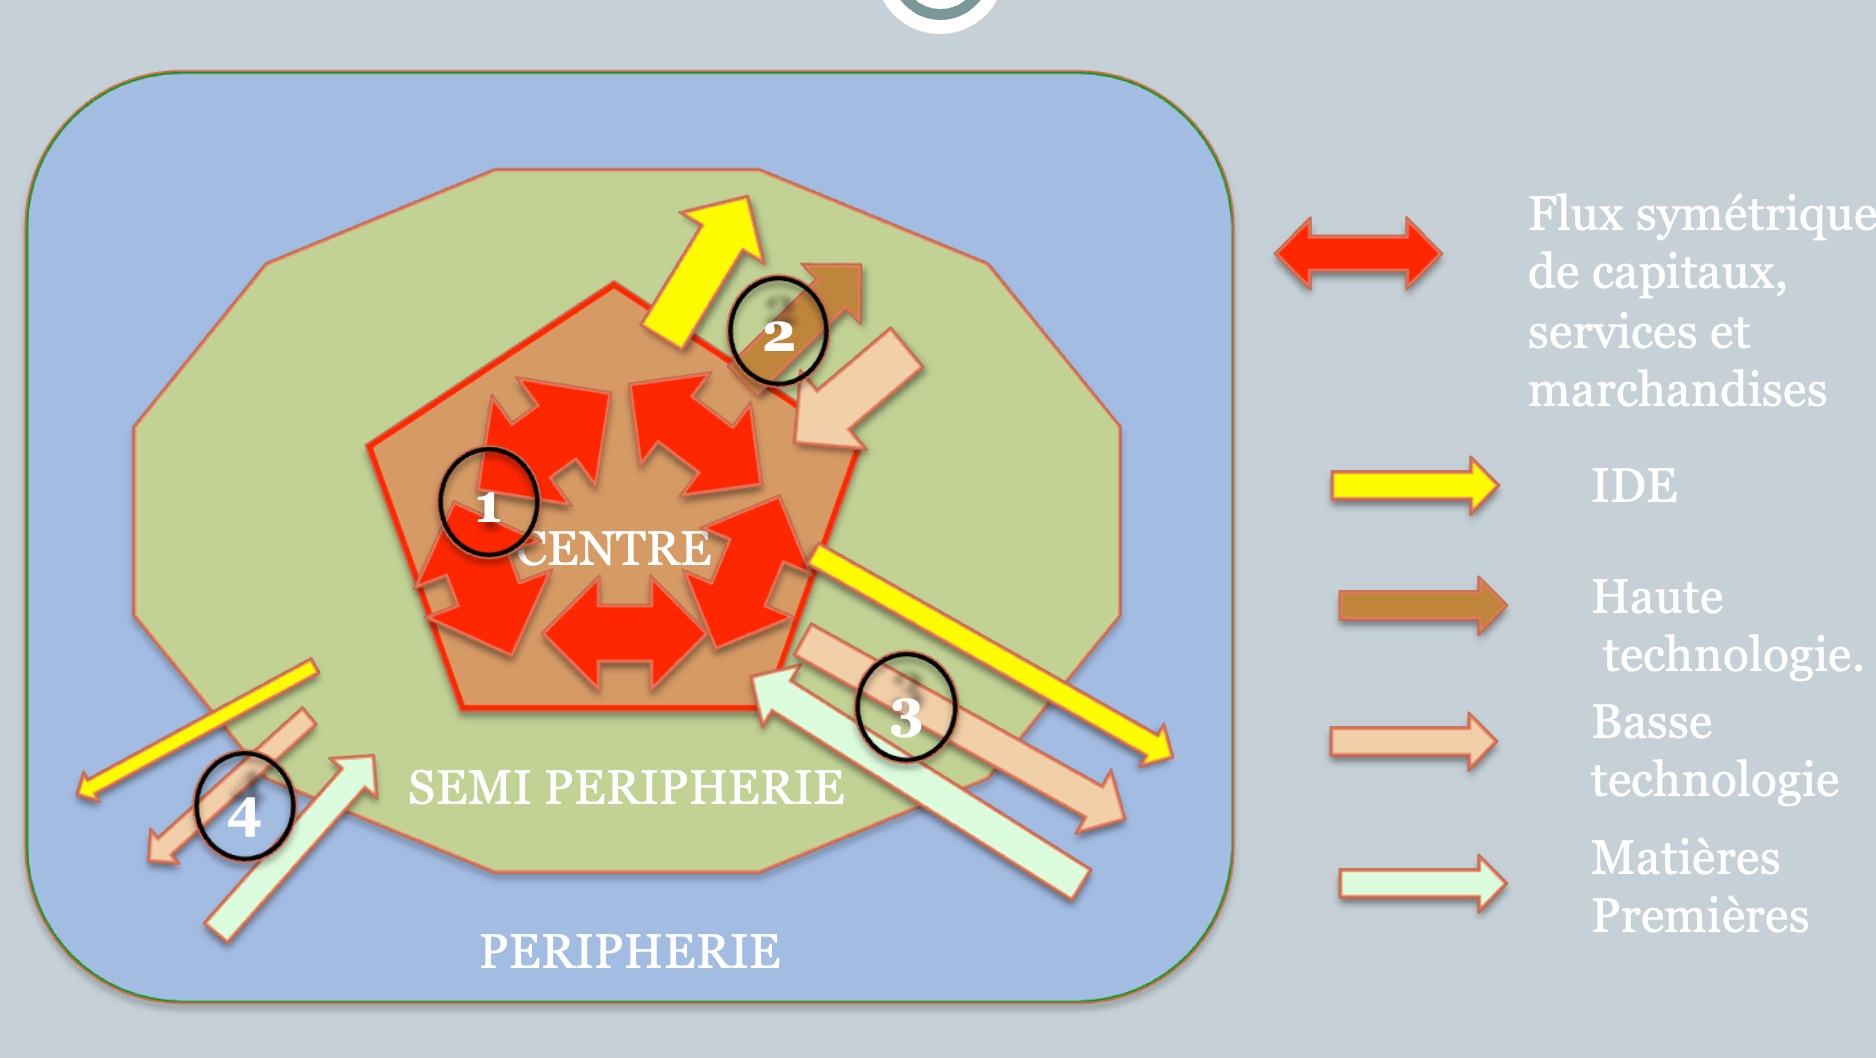 2
1
CENTRE
3
SEMI PERIPHERIE
4
PERIPHERIE
Flux symétrique
de capitaux,
services et
marchandises
IDE
Haute
technologie.
Basse
technologie
Matières
Premières